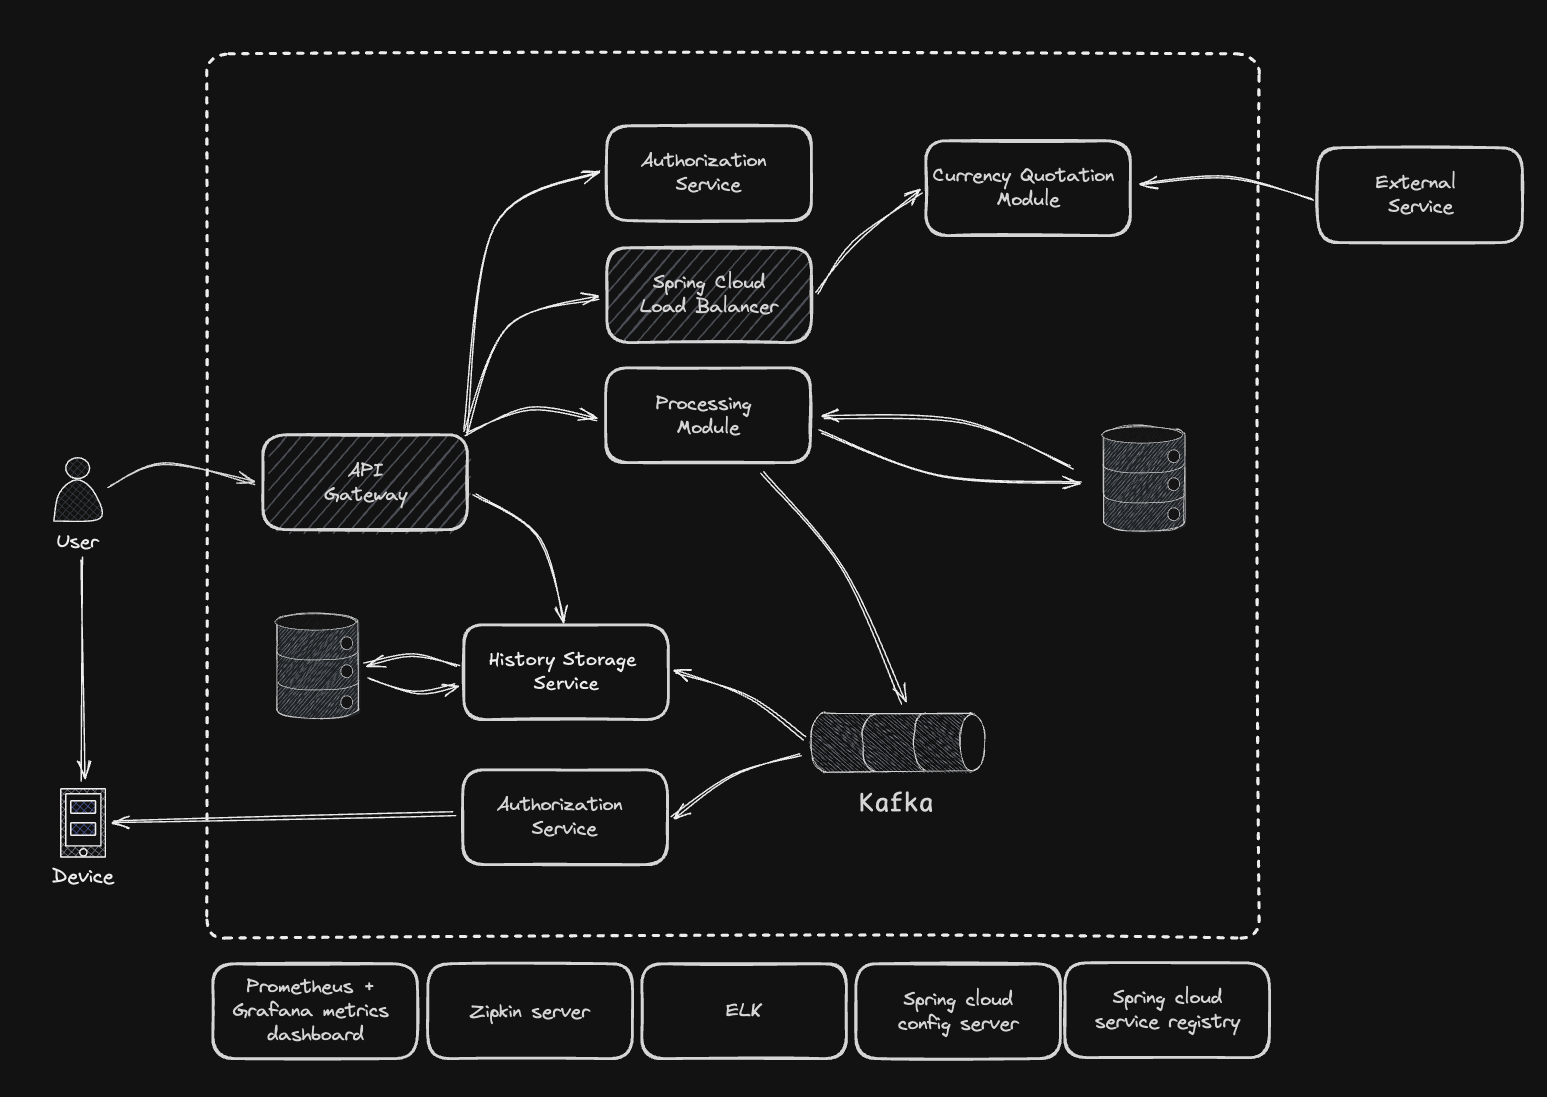 Authorization
Service
Currency Quotation
Module
External
Service
Spring Cloud
Load Balancer
Processing
Module
API
Gateway
User
History Storage
Service
Authorization
Service
Kafka
Device
Prometheus +
Grafana metrics
dashboard
Zipkin server
ELK
Spring cloud
config server
Spring cloud
service registry